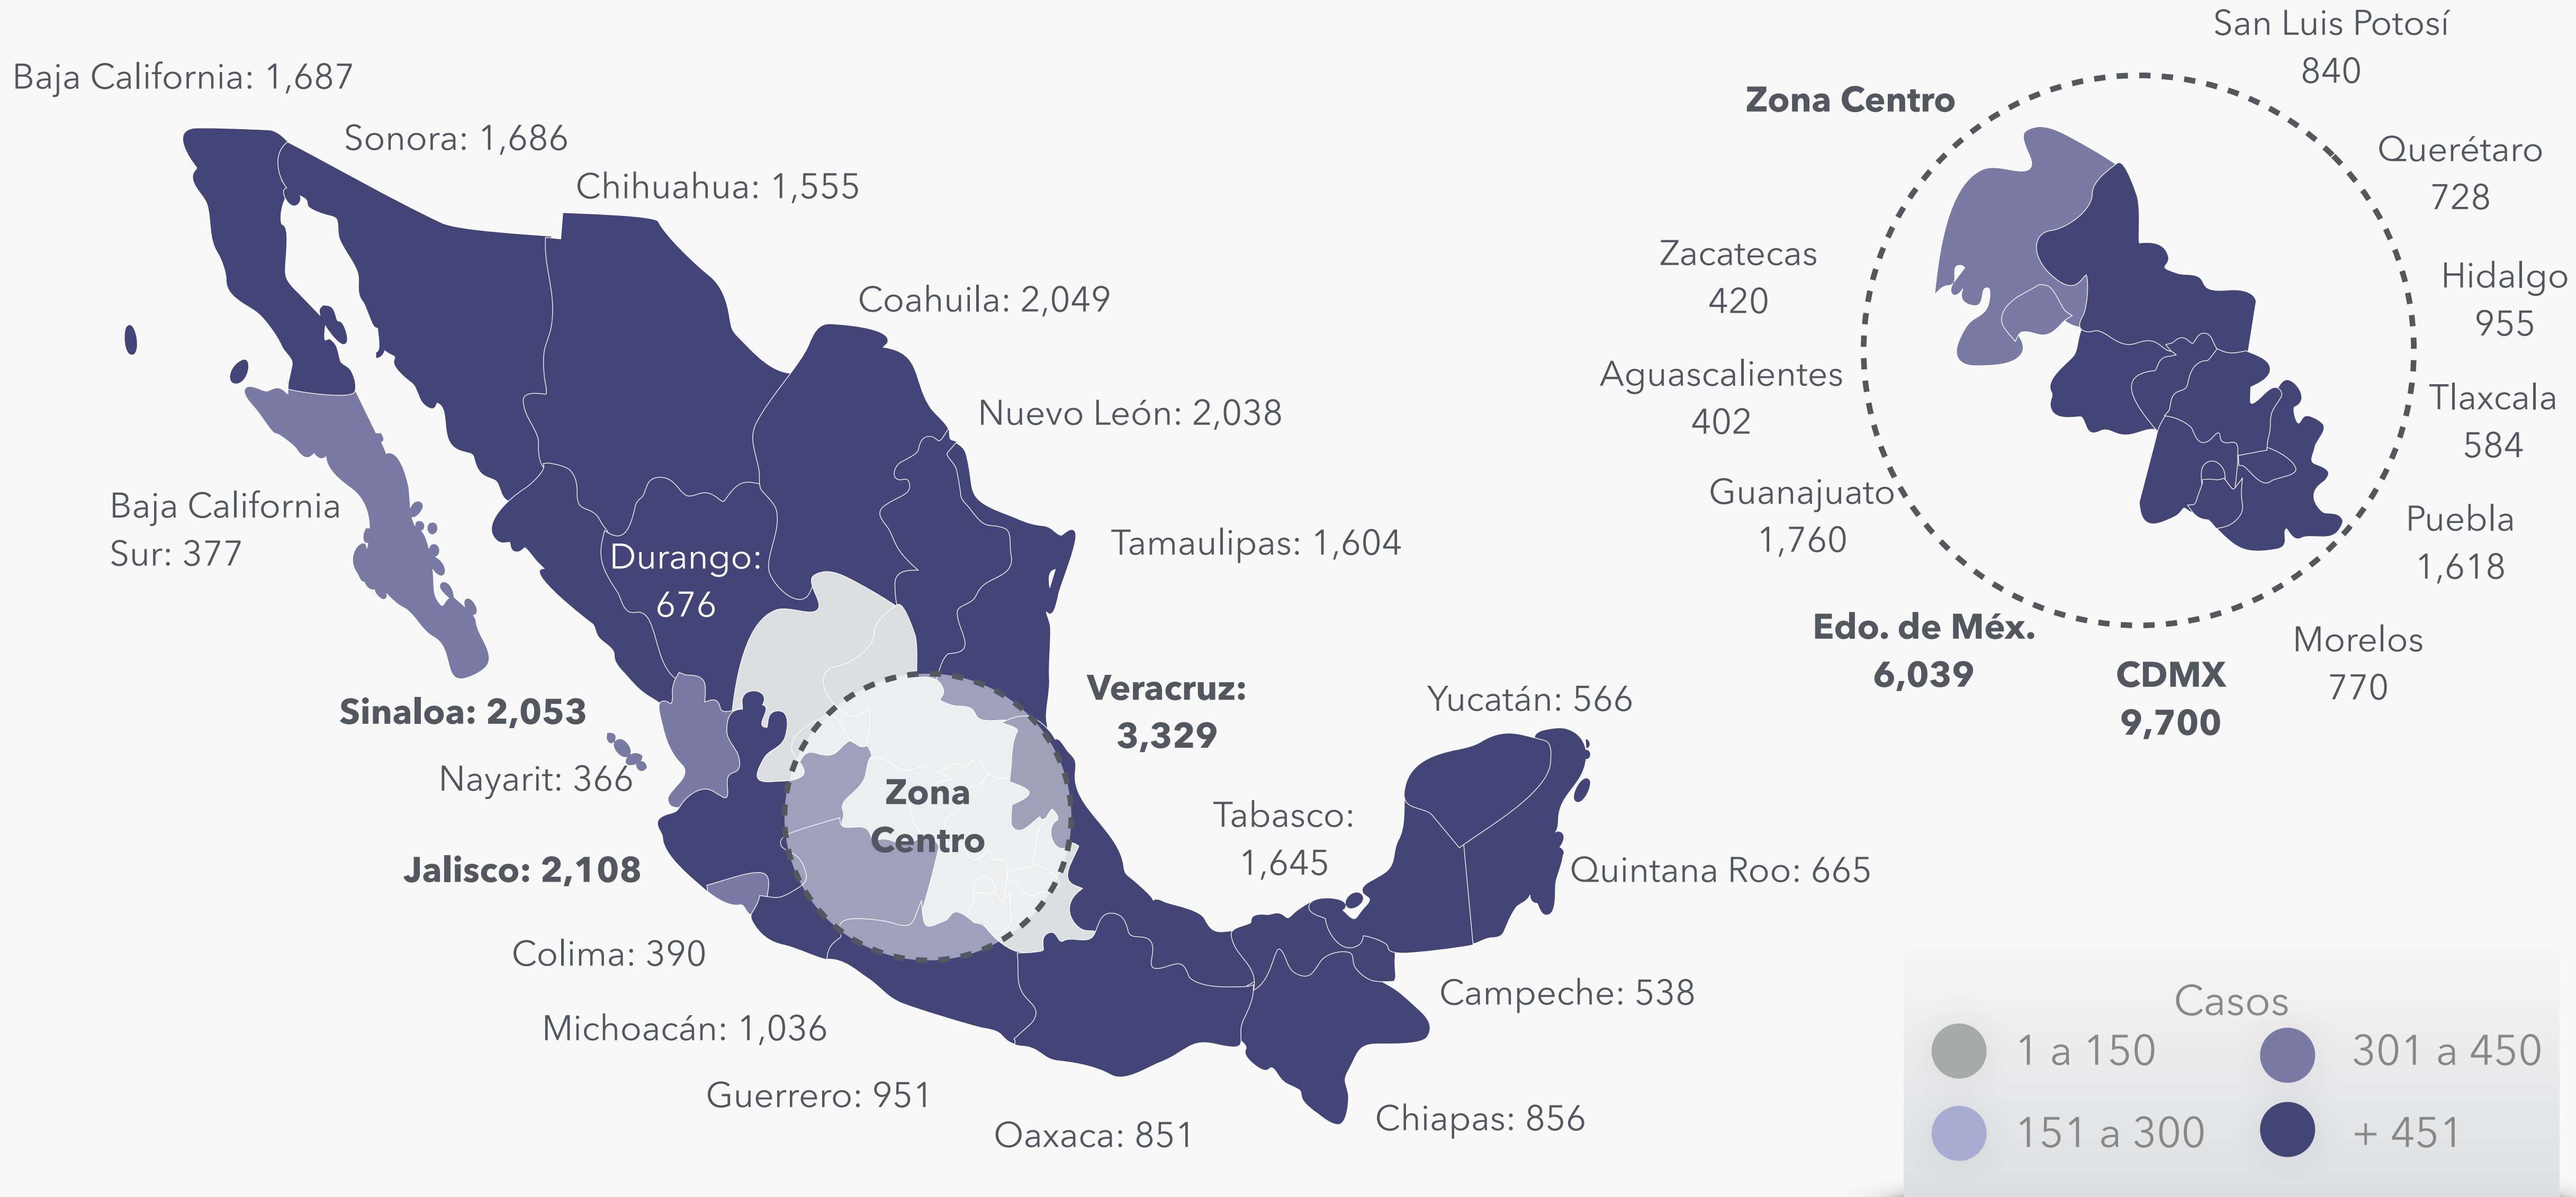 Baja California: 1,687
Sonora: 1,686
Chihuahua: 1,555
Coahuila: 2,049
Nuevo León: 2,038
Tamaulipas: 1,604
Baja California
Sur: 377
Durango:
676
Sinaloa: 2,053
Nayarit: 366
Jalisco: 2,108
Colima: 390
Michoacán: 1,036
Guerrero: 951
Oaxaca: 851
Chiapas: 856
Campeche: 538
Quintana Roo: 665
Yucatán: 566
Tabasco:
1,645
Veracruz:
3,329
Zona
Centro
Zona Centro
San Luis Potosí
840
Querétaro
728
Hidalgo
955
Tlaxcala
584
Puebla
1,618
Morelos
770
CDMX
9,700
Edo. de Méx.
6,039
Guanajuato
1,760
Aguascalientes
402
Zacatecas
420
Casos
1 a 150
301 a 450
151 a 300
+ 451